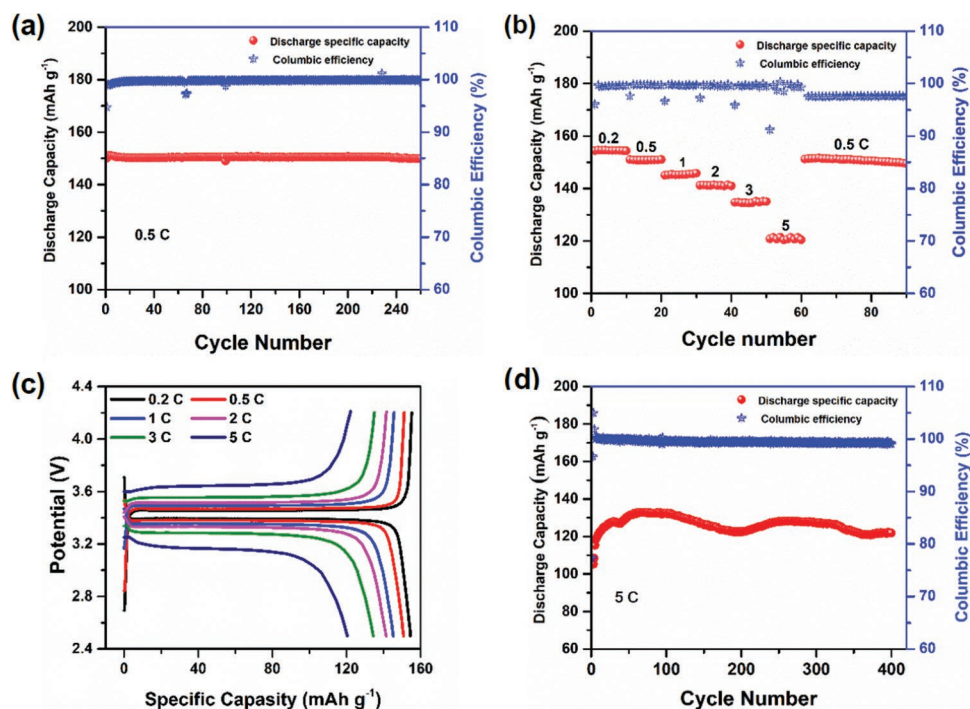 (a)
Discharge Capacity (mAh g⁻¹)
200
180
160
140
120
100
Discharge specific capacity
Columbic efficiency
0.5 C
110
100
90
80
70
60
Columbic Efficiency (%)
0 40 80 120 160 200 240
Cycle Number
(b)
Discharge Capacity (mAh g⁻¹)
200
180
160
140
120
100
Discharge specific capacity
Columbic efficiency
0.2
0.5
1
2
3
5
0.5 C
110
100
90
80
70
60
Columbic Efficiency (%)
0 20 40 60 80
Cycle number
(c)
Potential (V)
4.4
4.0
3.6
3.2
2.8
2.4
0.2 C 0.5 C
1 C 2 C
3 C 5 C
0 40 80 120 160
Specific Capasity (mAh g⁻¹)
(d)
Discharge Capacity (mAh g⁻¹)
200
180
160
140
120
100
80
60
Discharge specific capacity
Columbic efficiency
5 C
110
100
90
80
70
60
Columbic Efficiency (%)
0 100 200 300 400
Cycle Number